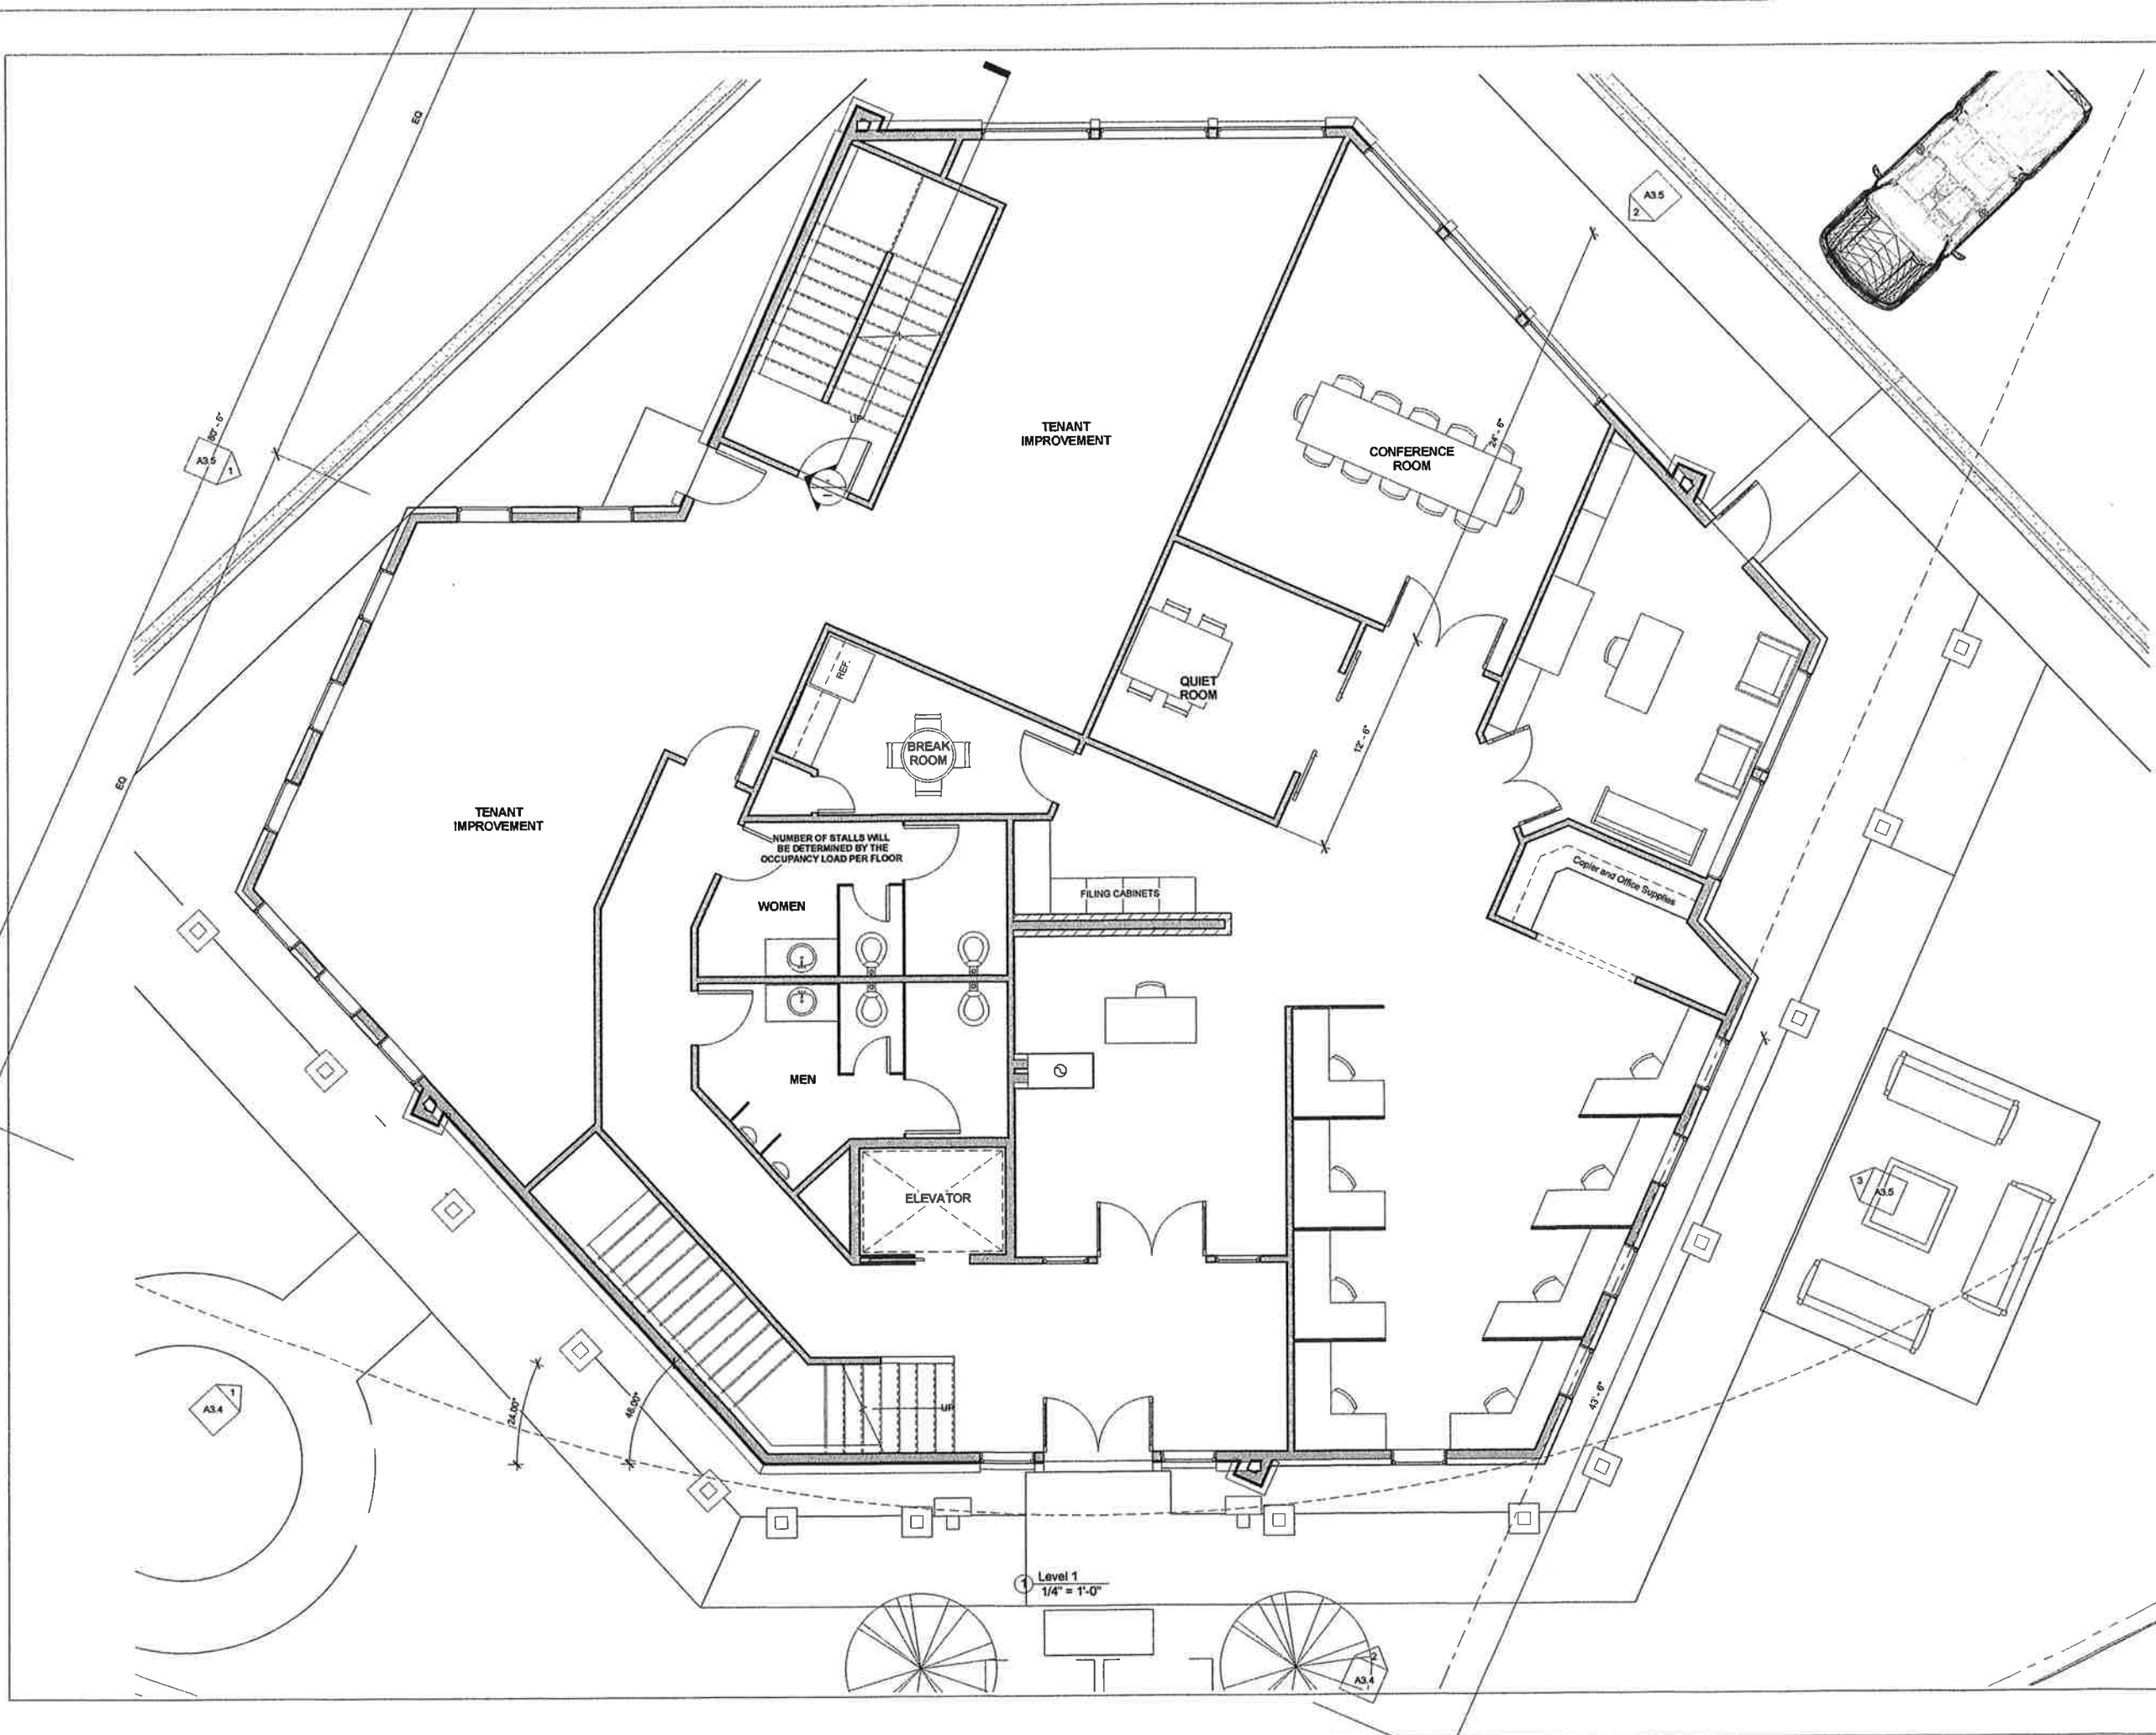 EQ
A3.5
2
80' - 6"
A3.5
1
UP
TENANT
IMPROVEMENT
24' - 6"
CONFERENCE
ROOM
REF.
QUIET
ROOM
12' - 6"
BREAK
ROOM
EQ
TENANT
IMPROVEMENT
NUMBER OF STALLS WILL
BE DETERMINED BY THE
OCCUPANCY LOAD PER FLOOR
Copier and Office Supplies
FILING CABINETS
WOMEN
MEN
ELEVATOR
3
A3.5
1
A3.4
24.00°
48.00°
UP
43' - 6"
1
Level 1
1/4" = 1'-0"
2
A3.4